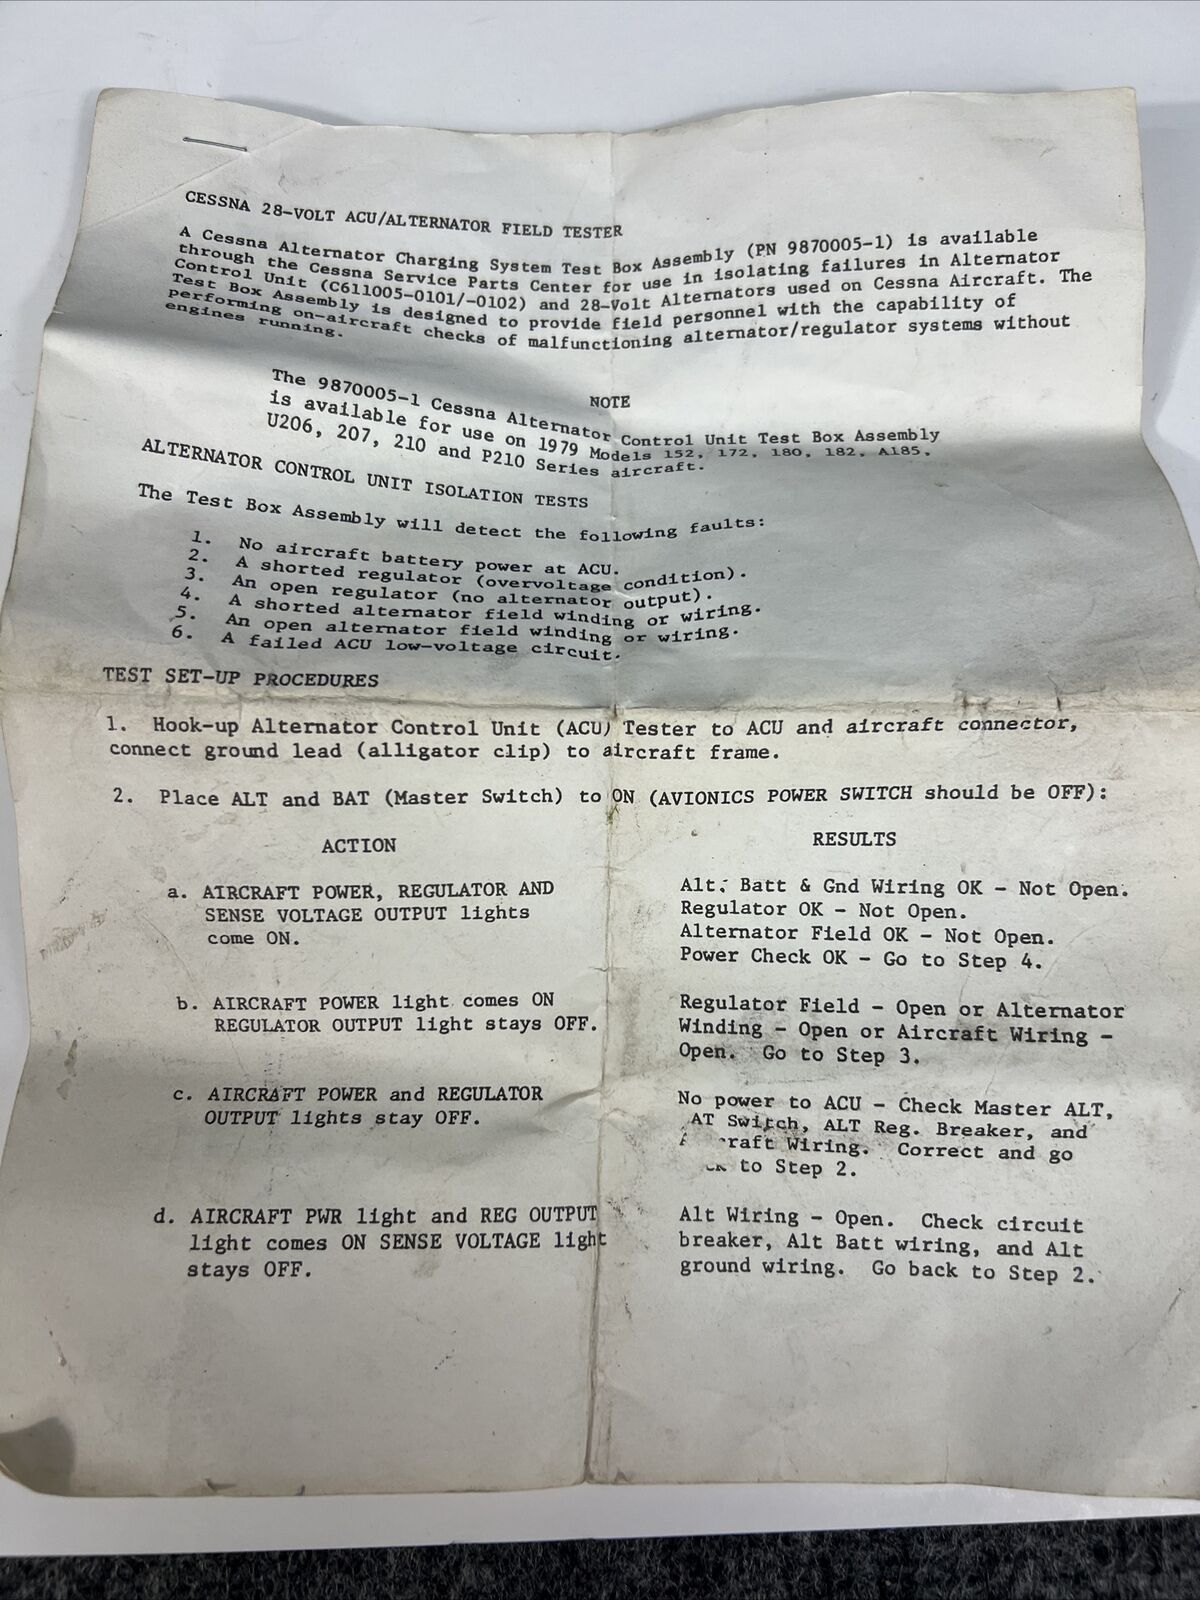 CESSNA 28-VOLT ACU/ALTERNATOR FIELD TESTER
A Cessna Alternator Charging System Test Box Assembly (PN 9870005-1) is available
through the Cessna Service Parts Center for use in isolating failures in Alternator
Control Unit (C611005-0101/-0102) and 28-Volt Alternators used on Cessna Aircraft. The
Test Box Assembly is designed to provide field personnel with the capability of
performing on-aircraft checks of malfunctioning alternator/regulator systems without
engines running.
NOTE
The 9870005-1 Cessna Alternator Control Unit Test Box Assembly
is available for use on 1979 Models 152, 172, 180, 182, A185,
U206, 207, 210 and P210 Series aircraft.
ALTERNATOR CONTROL UNIT ISOLATION TESTS
The Test Box Assembly will detect the following faults:
1. No aircraft battery power at ACU.
2. A shorted regulator (overvoltage condition).
3. An open regulator (no alternator output).
4. A shorted alternator field winding or wiring.
5. An open alternator field winding or wiring.
6. A failed ACU low-voltage circuit.
TEST SET-UP PROCEDURES
1. Hook-up Alternator Control Unit (ACU) Tester to ACU and aircraft connector,
connect ground lead (alligator clip) to aircraft frame.
2. Place ALT and BAT (Master Switch) to ON (AVIONICS POWER SWITCH should be OFF):
ACTION
RESULTS
a. AIRCRAFT POWER, REGULATOR AND
SENSE VOLTAGE OUTPUT lights
come ON.
Alt. Batt & Gnd Wiring OK - Not Open.
Regulator OK - Not Open.
Alternator Field OK - Not Open.
Power Check OK - Go to Step 4.
b. AIRCRAFT POWER light comes ON
REGULATOR OUTPUT light stays OFF.
Regulator Field - Open or Alternator
Winding - Open or Aircraft Wiring -
Open. Go to Step 3.
c. AIRCRAFT POWER and REGULATOR
OUTPUT lights stay OFF.
No power to ACU - Check Master ALT,
AT Switch, ALT Reg. Breaker, and
raft Wiring. Correct and go
to Step 2.
d. AIRCRAFT PWR light and REG OUTPUT
light comes ON SENSE VOLTAGE light
stays OFF.
Alt Wiring - Open. Check circuit
breaker, Alt Batt wiring, and Alt
ground wiring. Go back to Step 2.